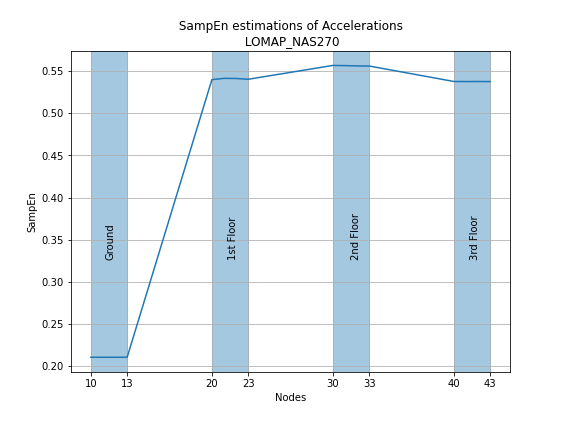 SampEn estimations of Accelerations
LOMAP_NAS270
0.55
0.50
0.45
0.40
0.35
0.30
0.25
0.20
SampEn
Ground
1st Floor
2nd Floor
3rd Floor
10 13 20 23 30 33 40 43
Nodes